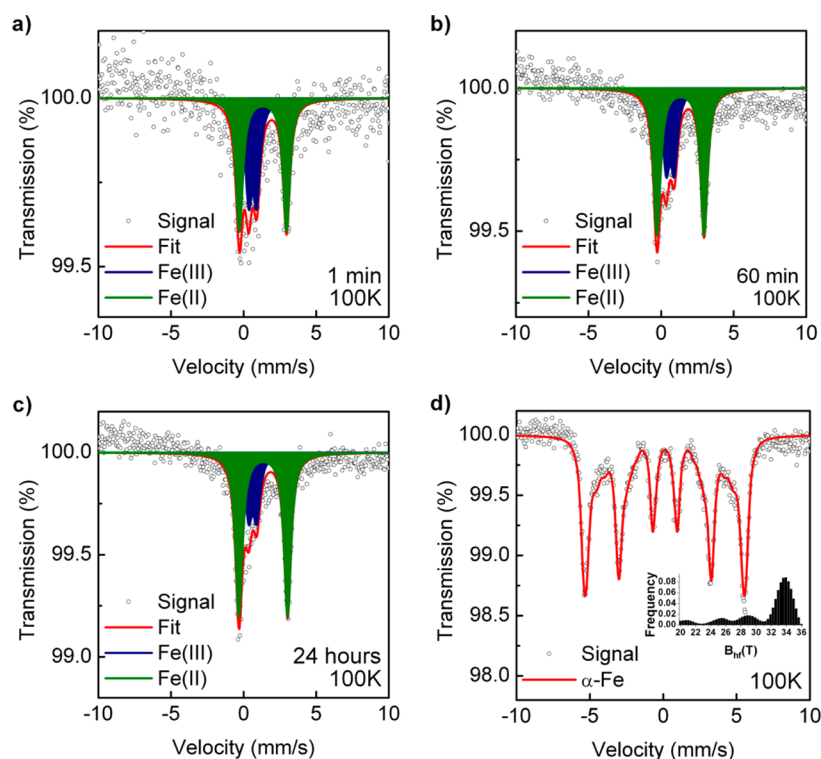 a)
100.0
99.5
Transmission (%)
Signal
Fit
Fe(III)
Fe(II)
1 min
100K
-10 -5 0 5 10
Velocity (mm/s)
b)
100.0
99.5
Transmission (%)
Signal
Fit
Fe(III)
Fe(II)
60 min
100K
-10 -5 0 5 10
Velocity (mm/s)
c)
100.0
99.5
99.0
Transmission (%)
Signal
Fit
Fe(III)
Fe(II)
24 hours
100K
-10 -5 0 5 10
Velocity (mm/s)
d)
100.0
99.5
99.0
98.5
98.0
Transmission (%)
Frequency
0.08
0.06
0.04
0.02
0.00
20 22 24 26 28 30 32 34 36
Bhf(T)
Signal
α-Fe
100K
-10 -5 0 5 10
Velocity (mm/s)